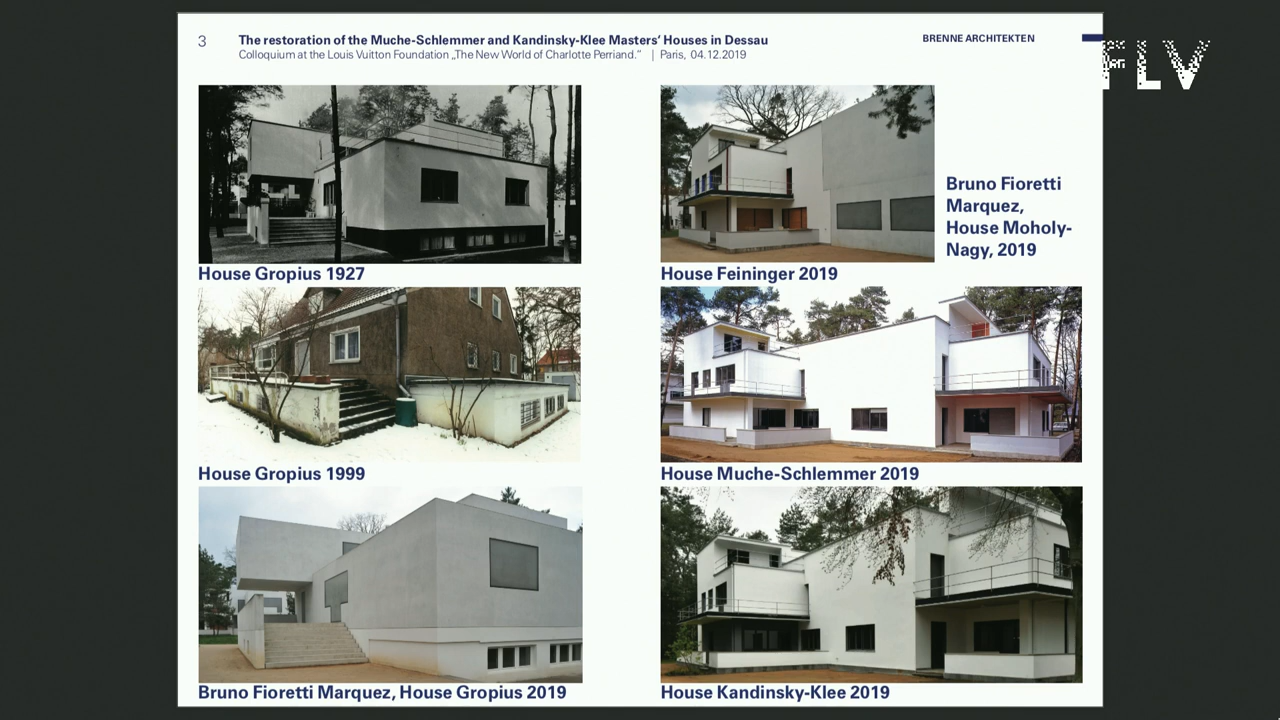 3
The restoration of the Muche-Schlemmer and Kandinsky-Klee Masters’ Houses in Dessau
Colloquium at the Louis Vuitton Foundation „The New World of Charlotte Perriand.“ | Paris, 04.12.2019
BRENNE ARCHITEKTEN
FLV
House Gropius 1927
House Feininger 2019
Bruno Fioretti
Marquez,
House Moholy-
Nagy, 2019
House Gropius 1999
House Muche-Schlemmer 2019
Bruno Fioretti Marquez, House Gropius 2019
House Kandinsky-Klee 2019